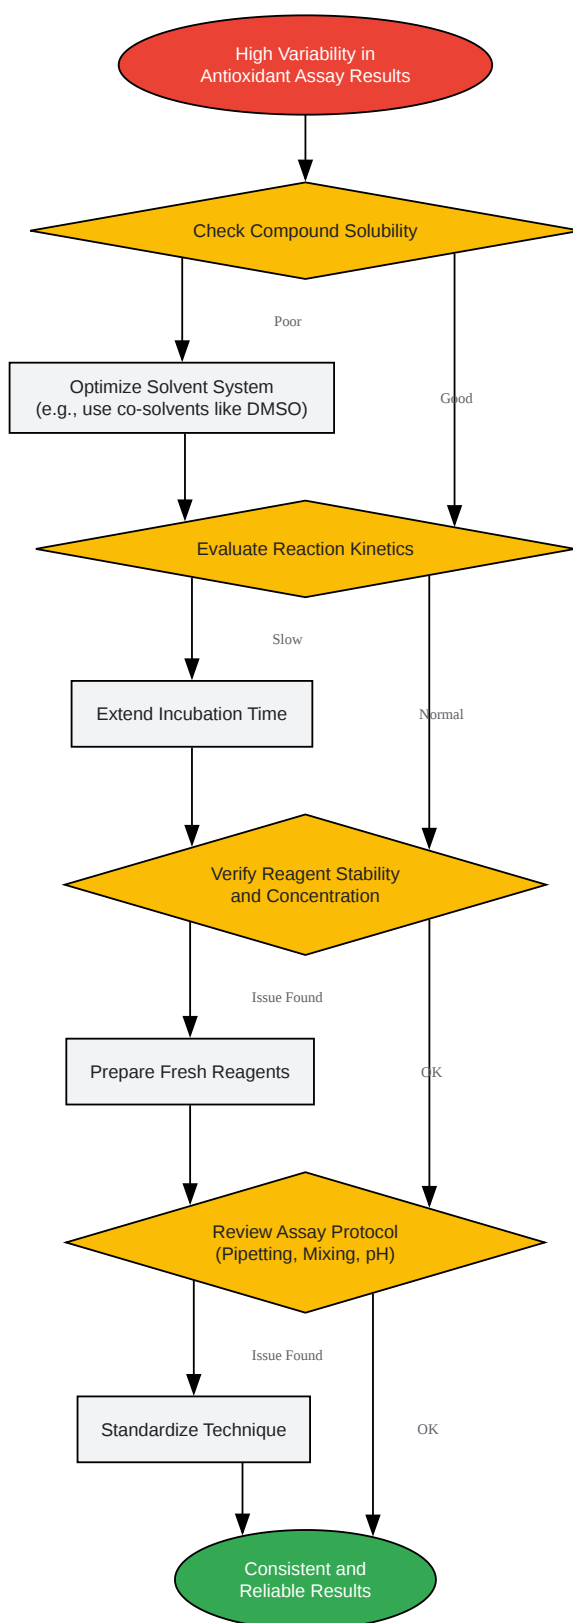 High Variability in
Antioxidant Assay Results
Check Compound Solubility
Poor
Optimize Solvent System
(e.g., use co-solvents like DMSO)
Good
Evaluate Reaction Kinetics
Slow
Extend Incubation Time
Normal
Verify Reagent Stability
and Concentration
Issue Found
Prepare Fresh Reagents
OK
Review Assay Protocol
(Pipetting, Mixing, pH)
Issue Found
Standardize Technique
OK
Consistent and
Reliable Results